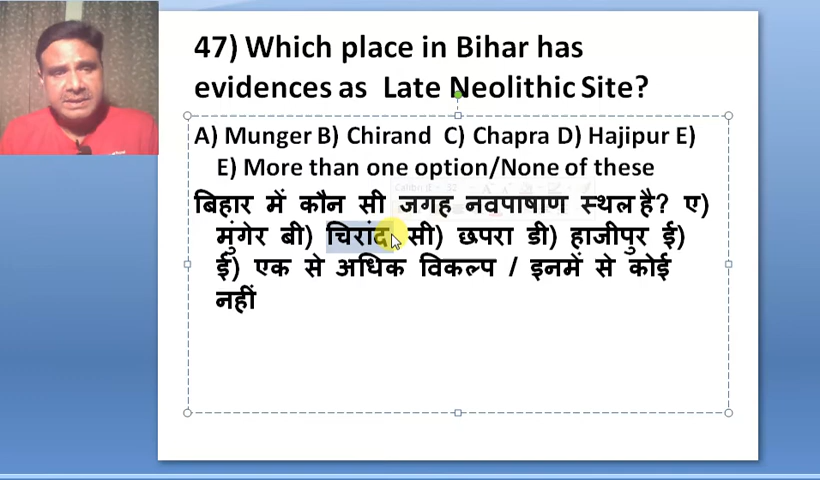 47) Which place in Bihar has
evidences as Late Neolithic Site?
A) Munger B) Chirand C) Chapra D) Hajipur E)
E) More than one option/None of these
बिहार में कौन सी जगह नवपाषाण स्थल है? ए)
मुंगेर बी) चिरांद सी) छपरा डी) हाजीपुर ई)
ई) एक से अधिक विकल्प / इनमें से कोई
नहीं